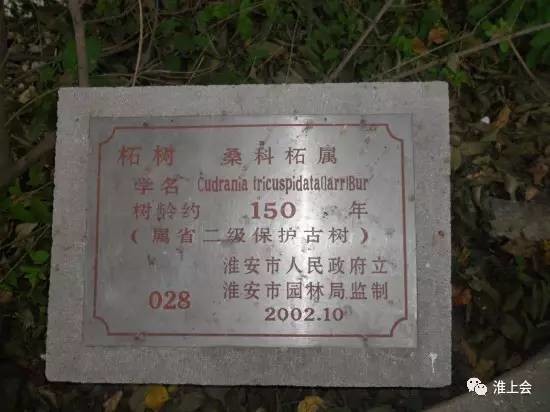 柘树 桑科柘属
学名 Cudrania tricuspidata(Jarr)Bur
树龄约 150 年
(属省二级保护古树)
淮安市人民政府立
028 淮安市园林局监制
2002.10
淮上会